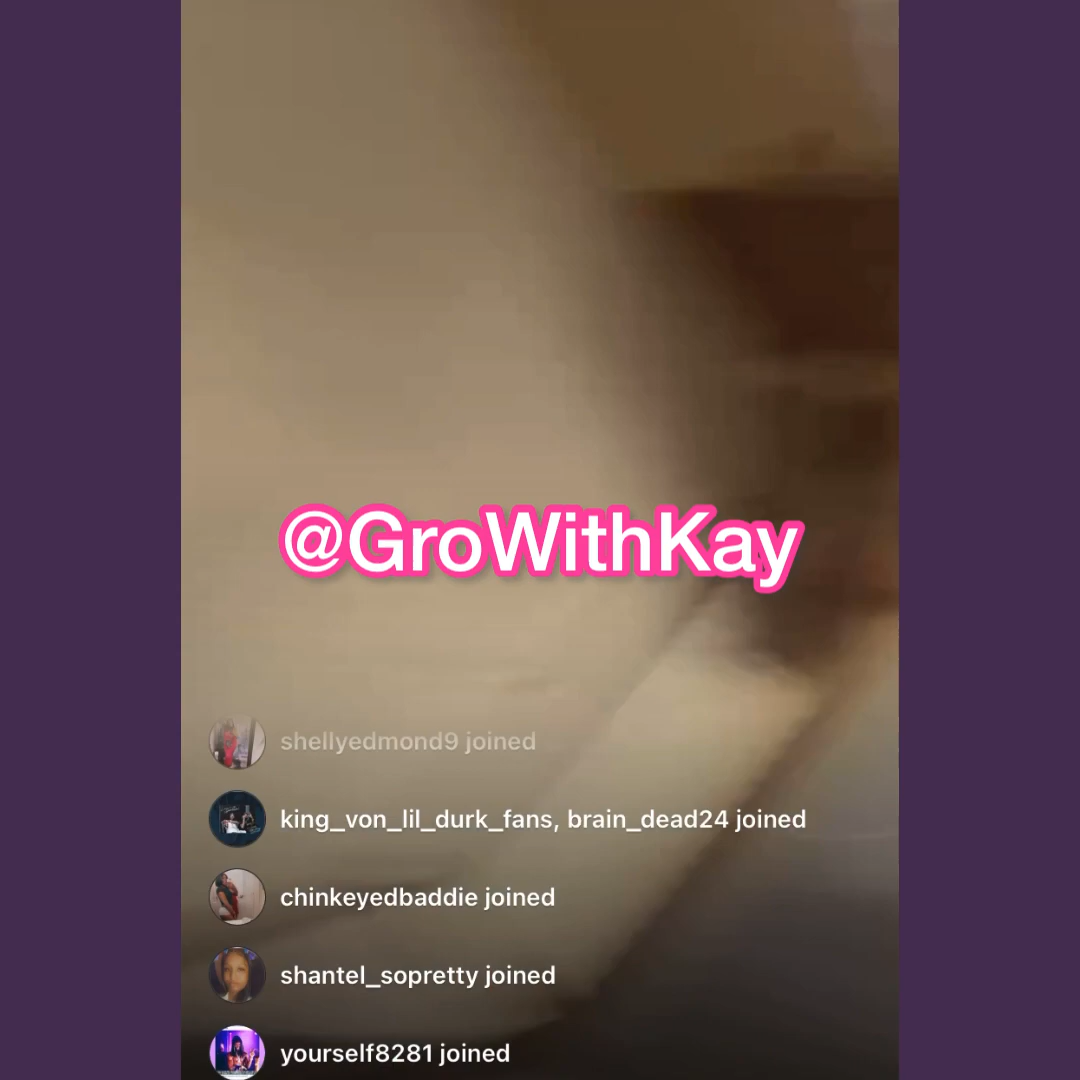 @GroWithKay
shellyedmond9 joined
king_von_lil_durk_fans, brain_dead24 joined
chinkeyedbaddie joined
shantel_sopretty joined
yourself8281 joined